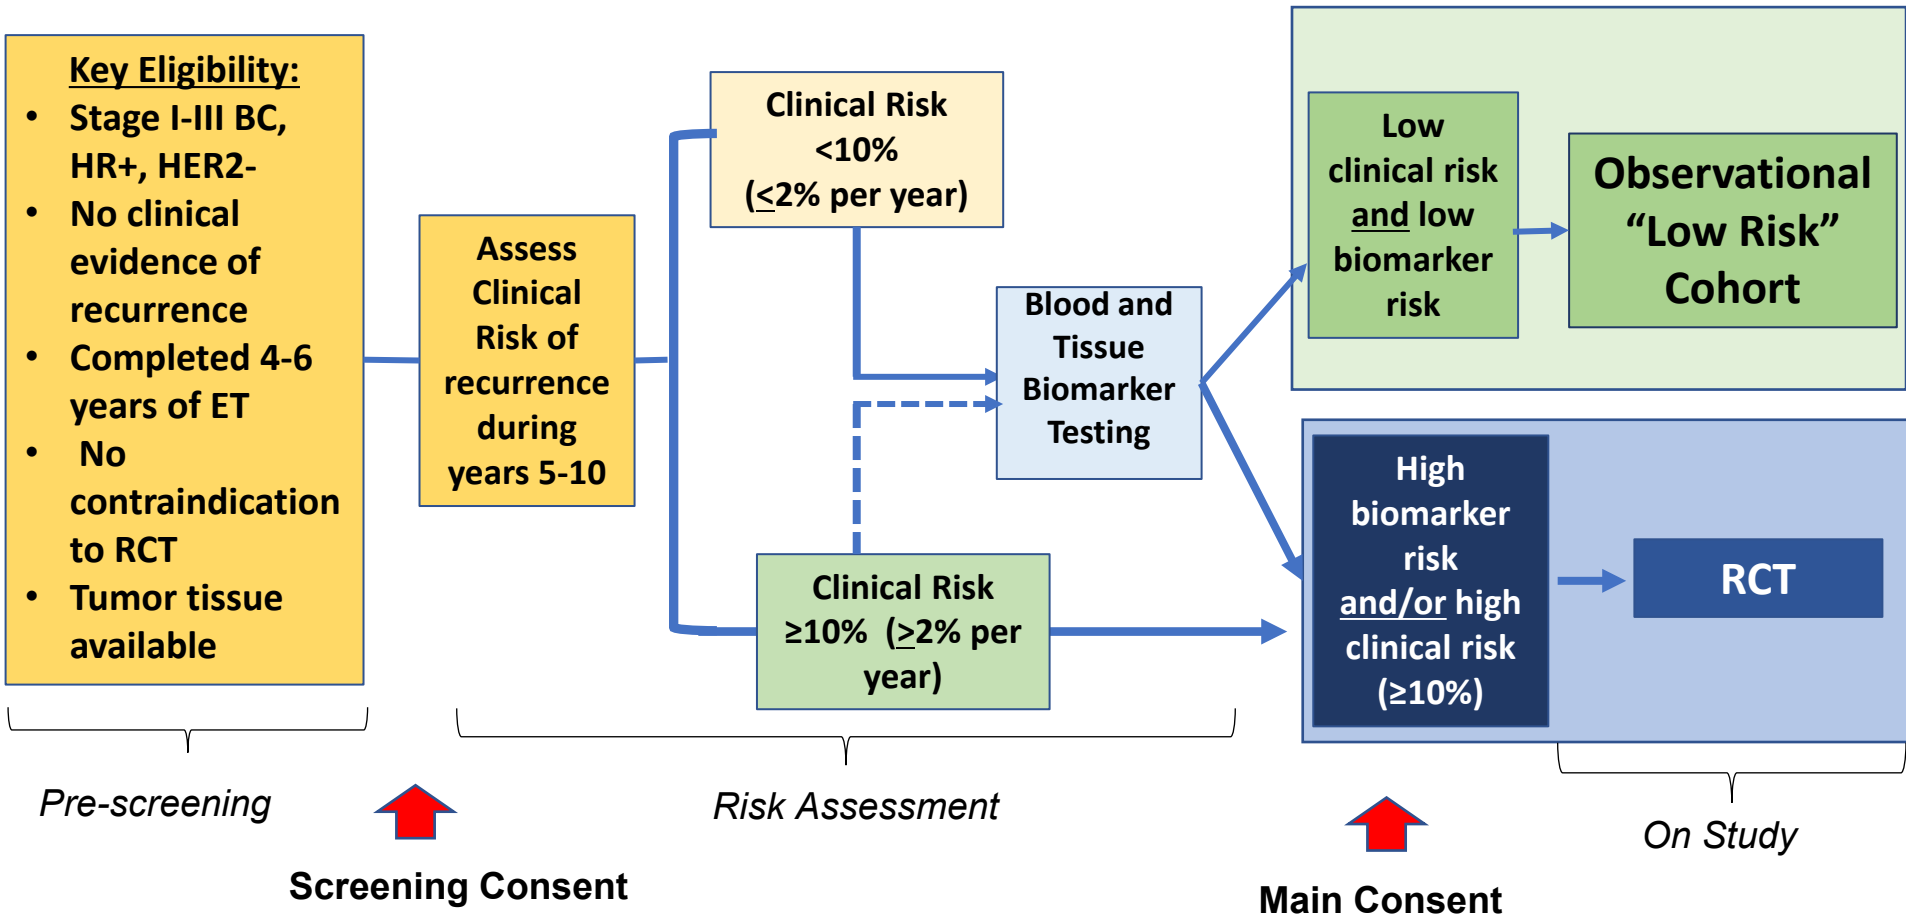 Key Eligibility:
• Stage I-III BC,
HR+, HER2-
• No clinical
evidence of
recurrence
• Completed 4-6
years of ET
• No
contraindication
to RCT
• Tumor tissue
available
Assess
Clinical
Risk of
recurrence
during
years 5-10
Clinical Risk
<10%
(≤2% per year)
Clinical Risk
≥10% (≥2% per
year)
Blood and
Tissue
Biomarker
Testing
Low
clinical risk
and low
biomarker
risk
Observational
“Low Risk”
Cohort
High
biomarker
risk
and/or high
clinical risk
(≥10%)
RCT
Pre-screening
Risk Assessment
On Study
Screening Consent
Main Consent